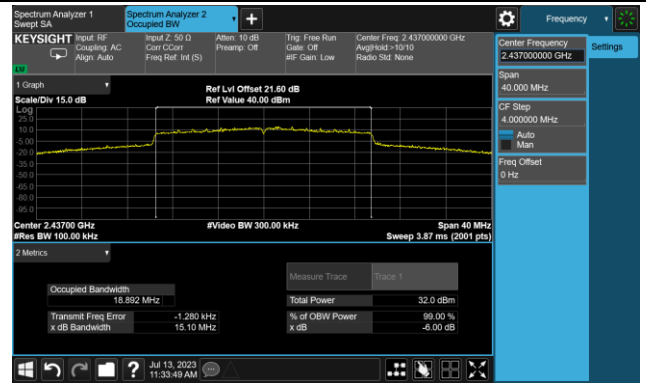 Spectrum Analyzer 1
Swept SA
Spectrum Analyzer 2
Occupied BW
Frequency
KEYSIGHT
Input: RF
Coupling: AC
Align: Auto
Input Z: 50 Ω
Corr CCorr
Freq Ref: Int (S)
Atten: 10 dB
Preamp: Off
Trig: Free Run
Gate: Off
#IF Gain: Low
Center Freq: 2.437000000 GHz
Avg|Hold:>10/10
Radio Std: None
Center Frequency
2.437000000 GHz
Settings
Span
40.000 MHz
CF Step
4.000000 MHz
Auto
Man
Freq Offset
0 Hz
1 Graph
Scale/Div 15.0 dB
Ref Lvl Offset 21.60 dB
Ref Value 40.00 dBm
Log
25.0
10.0
-5.00
-20.0
-35.0
-50.0
-65.0
-80.0
-95.0
Center 2.43700 GHz
#Res BW 100.00 kHz
#Video BW 300.00 kHz
Span 40 MHz
Sweep 3.87 ms (2001 pts)
2 Metrics
Measure Trace
Trace 1
Occupied Bandwidth
18.892 MHz
Total Power
32.0 dBm
Transmit Freq Error
-1.280 kHz
% of OBW Power
99.00 %
x dB Bandwidth
15.10 MHz
x dB
-6.00 dB
Jul 13, 2023
11:33:49 AM